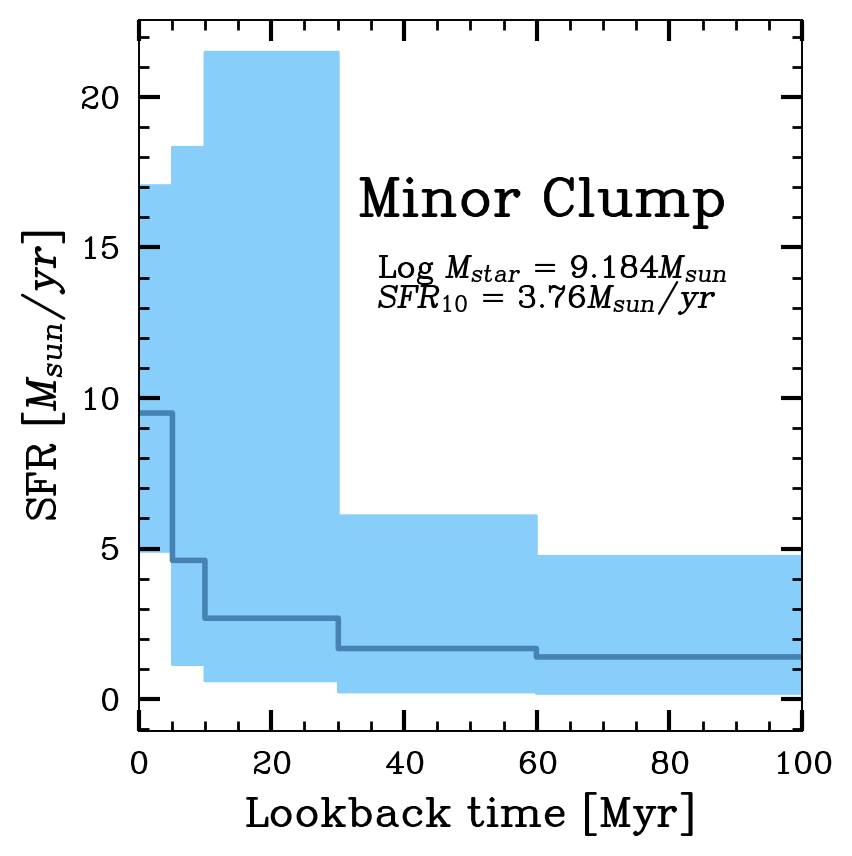 20
15
10
5
0
SFR [M_sun/yr]
Minor Clump
Log M_star = 9.184M_sun
SFR_10 = 3.76M_sun/yr
0 20 40 60 80 100
Lookback time [Myr]